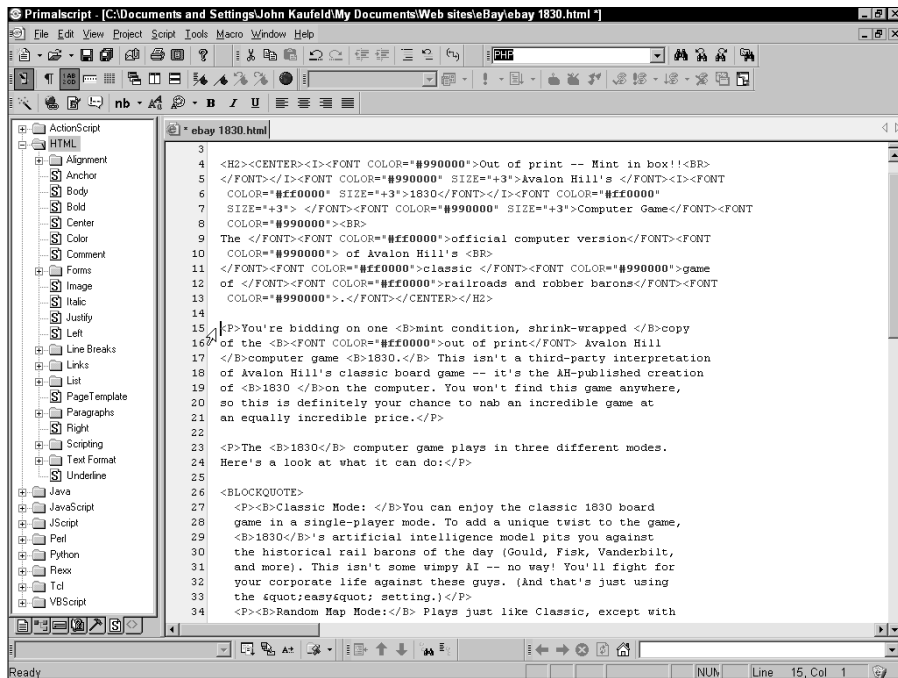 Primalscript - [C:\Documents and Settings\John Kaufeld\My Documents\Web sites\eBay\ebay 1830.html *]
File Edit View Project Script Tools Macro Window Help
PHP
nb B I U
ActionScript
HTML
Alignment
Anchor
Body
Bold
Center
Color
Comment
Forms
Image
Italic
Justify
Left
Line Breaks
Links
List
PageTemplate
Paragraphs
Right
Scripting
Text Format
Underline
Java
JavaScript
JScript
Perl
Python
Rexx
Tcl
VBScript
* ebay 1830.html
3
4 <H2><CENTER><I><FONT COLOR="#990000">Out of print -- Mint in box!!<BR>
5 </FONT></I><FONT COLOR="#990000" SIZE="+3">Avalon Hill's </FONT><I><FONT
6 COLOR="#ff0000" SIZE="+3">1830</FONT></I><FONT COLOR="#ff0000"
7 SIZE="+3"> </FONT><FONT COLOR="#990000" SIZE="+3">Computer Game</FONT><FONT
8 COLOR="#990000"><BR>
9 The </FONT><FONT COLOR="#ff0000">official computer version</FONT><FONT
10 COLOR="#990000"> of Avalon Hill's <BR>
11 </FONT><FONT COLOR="#ff0000">classic </FONT><FONT COLOR="#990000">game
12 of </FONT><FONT COLOR="#ff0000">railroads and robber barons</FONT><FONT
13 COLOR="#990000">.</FONT></CENTER></H2>
14
15 <P>You're bidding on one <B>mint condition, shrink-wrapped </B>copy
16 of the <B><FONT COLOR="#ff0000">out of print</FONT> Avalon Hill
17 </B>computer game <B>1830.</B> This isn't a third-party interpretation
18 of Avalon Hill's classic board game -- it's the AH-published creation
19 of <B>1830 </B>on the computer. You won't find this game anywhere,
20 so this is definitely your chance to nab an incredible game at
21 an equally incredible price.</P>
22
23 <P>The <B>1830</B> computer game plays in three different modes.
24 Here's a look at what it can do:</P>
25
26 <BLOCKQUOTE>
27 <P><B>Classic Mode: </B>You can enjoy the classic 1830 board
28 game in a single-player mode. To add a unique twist to the game,
29 <B>1830</B>'s artificial intelligence model pits you against
30 the historical rail barons of the day (Gould, Fisk, Vanderbilt,
31 and more). This isn't some wimpy AI -- no way! You'll fight for
32 your corporate life against these guys. (And that's just using
33 the &quot;easy&quot; setting.)</P>
34 <P><B>Random Map Mode:</B> Plays just like Classic, except with
Ready
NUM
Line 15, Col 1